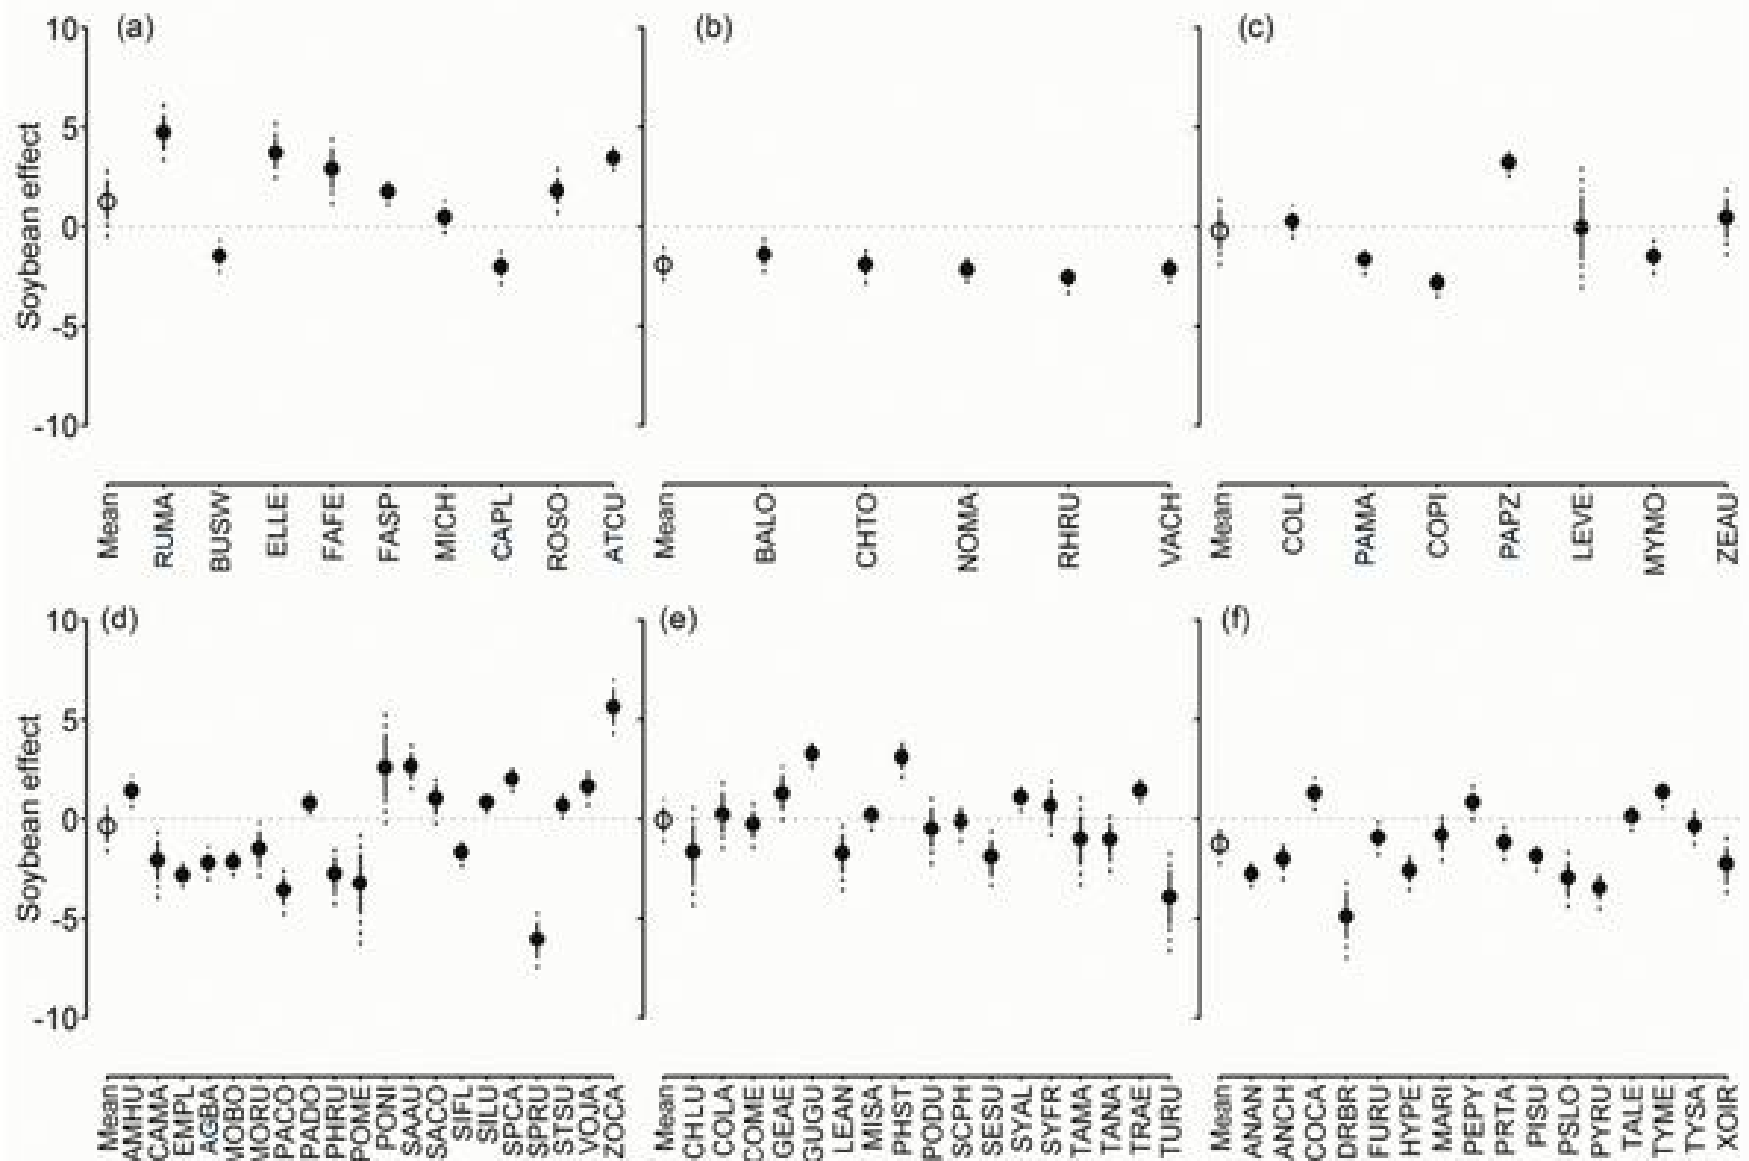 (a) (b) (c)
Soybean effect
10
5
0
-5
-10
Mean RUMA BUSW ELLE FAFE FASP MICH CAPL ROSO ATCU
Mean BALO CHTO NOMA RHRU VACH
Mean COLI PAMA COPI PAPZ LEVE MYMO ZEAU
(d) (e) (f)
Soybean effect
10
5
0
-5
-10
Mean AMHU CAMA EMPL AGBA MOBO MORU PACO PADO PHRU POME PONI SAAU SACO SIFL SILU SPCA SPRU STSU VOJA ZOCA
Mean CHLU COLA COME GEAE GUGU LEAN MISA PHST PODU SCPH SESU SYAL SYFR TAMA TANA TRAE TURU
Mean ANAN ANCH COCA DRBR FURU HYPE MARI PEPY PRTA PISU PSLO PYRU TALE TYME TYSA XOIR